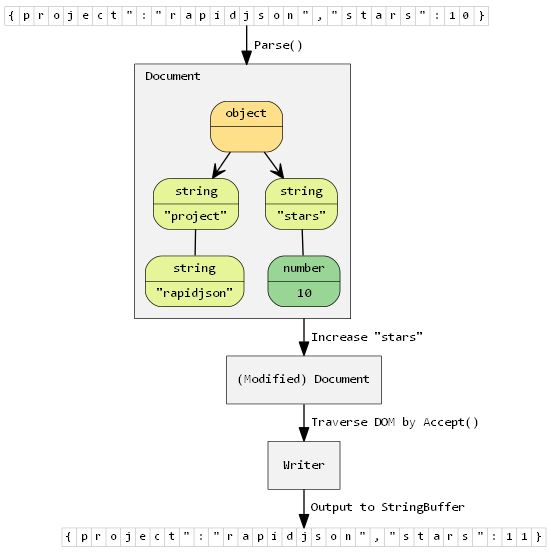 {project":"rapidjson","stars":10}
Parse()
Document
object
string
"project"
string
"stars"
string
"rapidjson"
number
10
Increase "stars"
(Modified) Document
Traverse DOM by Accept()
Writer
Output to StringBuffer
{project":"rapidjson","stars":11}